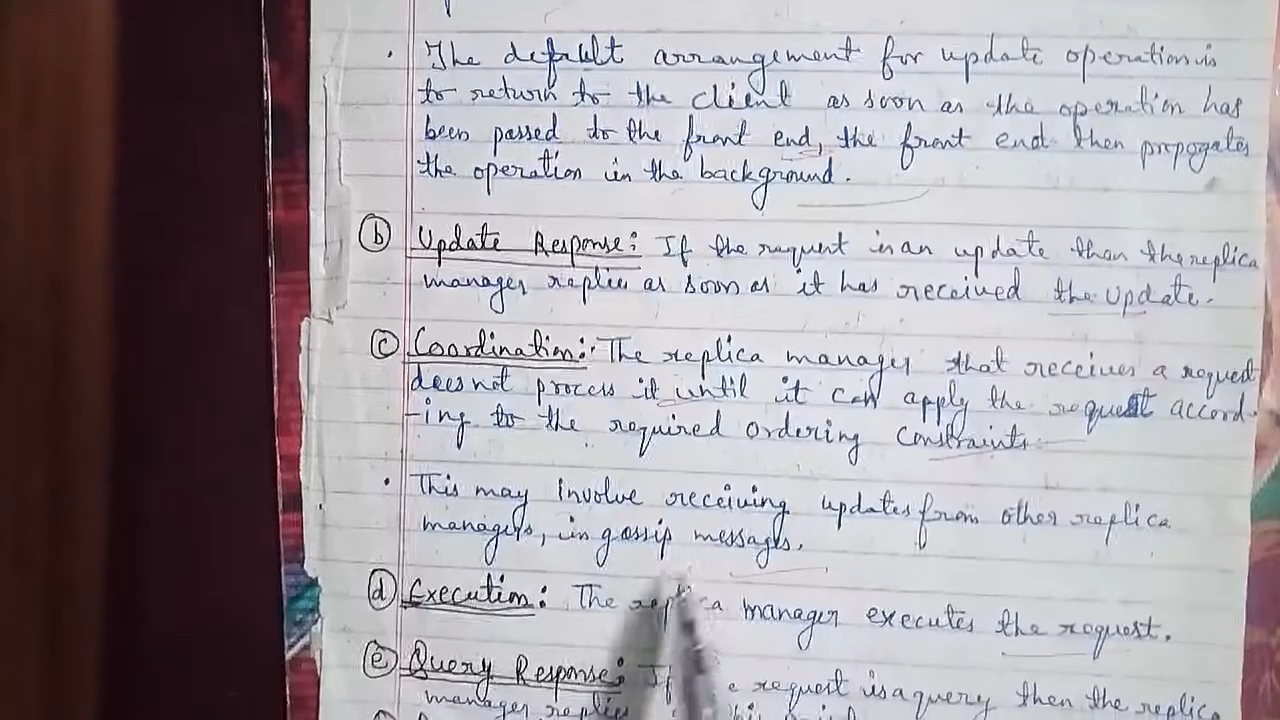 . The default arrangement for update operation is
to return to the client as soon as the operation has
been passed to the front end, the front end then propogates
the operation in the background.
(b) Update Response: If the request is an update then the replica
manager replies as soon as it has received the update.
(c) Coordination: The replica manager that receives a request
does not process it until it can apply the request accord-
-ing to the required ordering constraints
. This may involve receiving updates from other replica
managers, in gossip messages.
(d) Execution: The replica manager executes the request.
(e) Query Response: If request is a query then the replica
manager replies